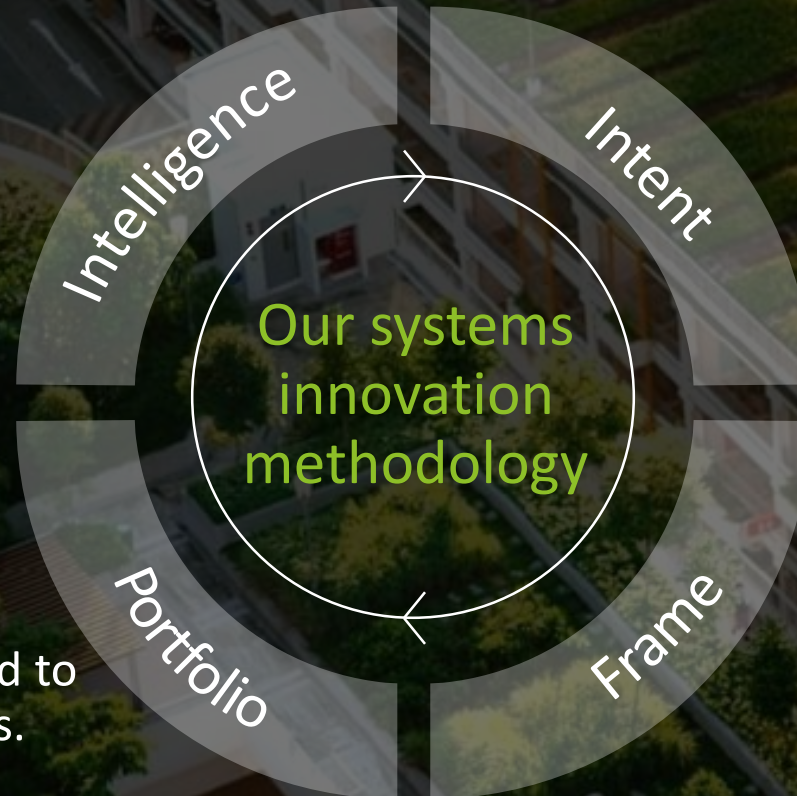 Intelligence
Intent
Our systems
innovation
methodology
Portfolio
Frame
d to
s.